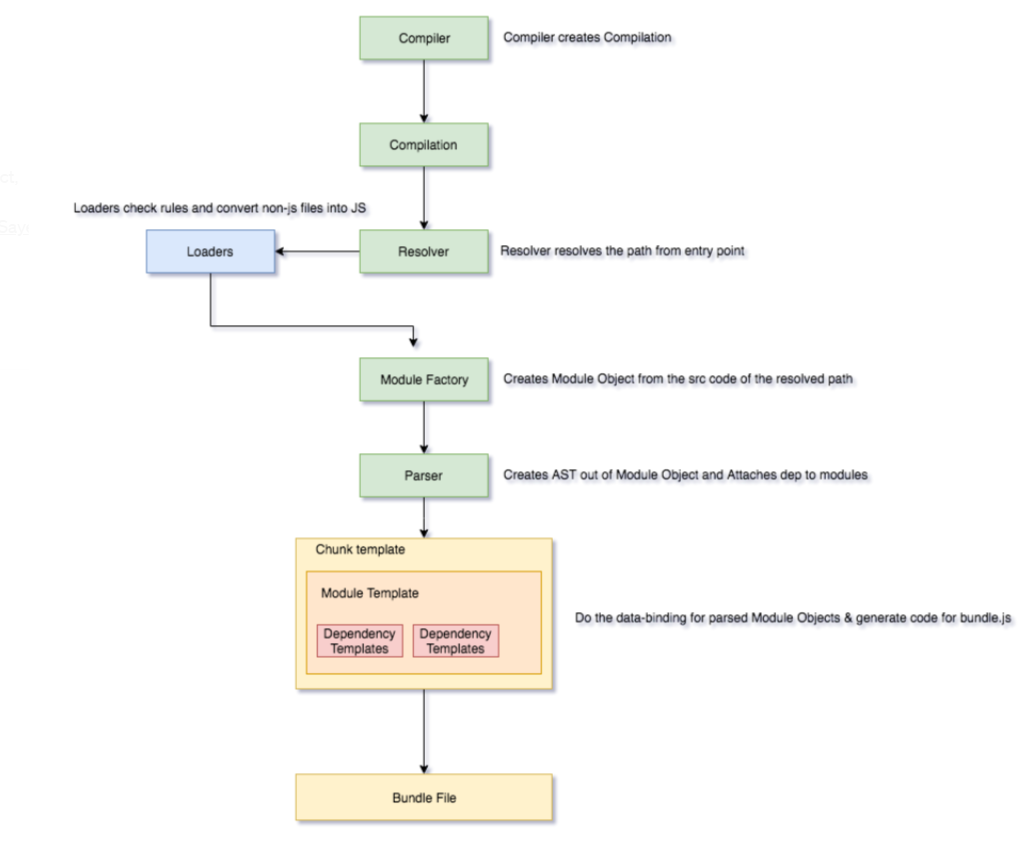 Compiler
Compiler creates Compilation
Compilation
Loaders check rules and convert non-js files into JS
Loaders
Resolver
Resolver resolves the path from entry point
Module Factory
Creates Module Object from the src code of the resolved path
Parser
Creates AST out of Module Object and Attaches dep to modules
Chunk template
Module Template
Dependency
Templates
Dependency
Templates
Do the data-binding for parsed Module Objects & generate code for bundle.js
Bundle File